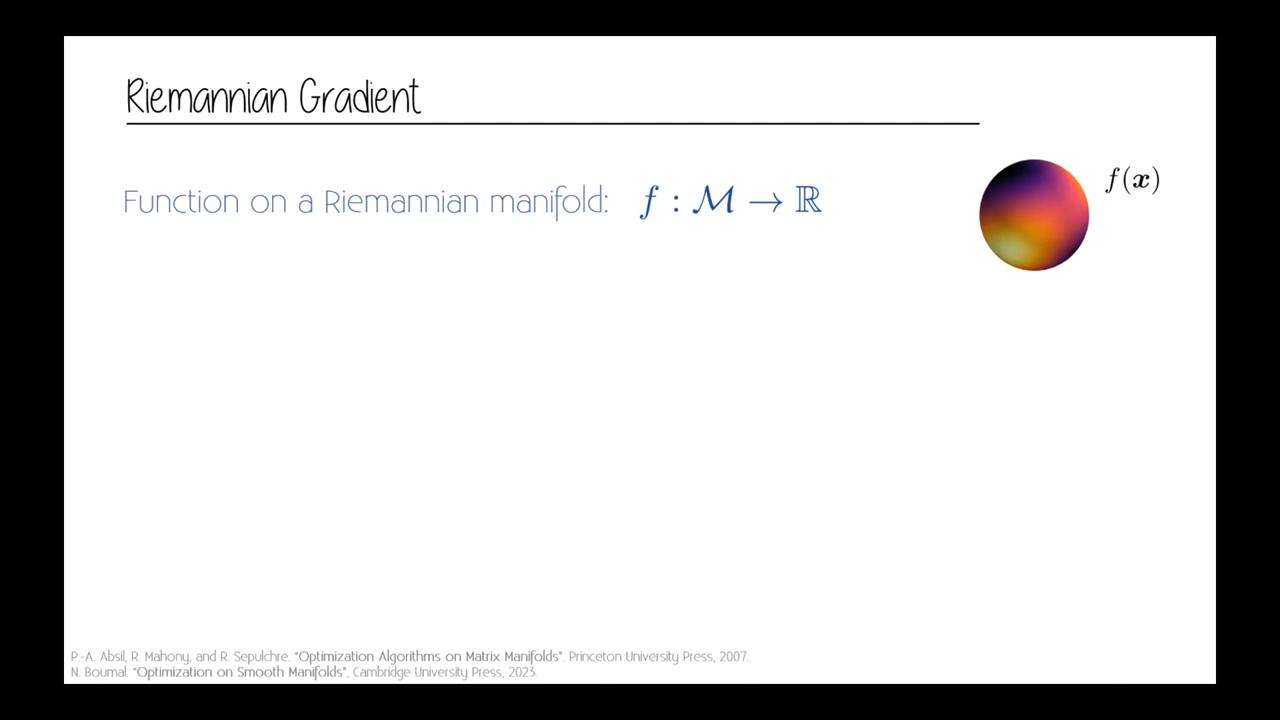 Riemannian Gradient
Function on a Riemannian manifold: f : ℳ → ℝ
f(𝒙)
P.-A. Absil, R. Mahony, and R. Sepulchre. "Optimization Algorithms on Matrix Manifolds". Princeton University Press, 2007.
N. Boumal. "Optimization on Smooth Manifolds", Cambridge University Press, 2023.